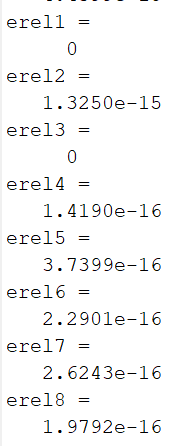 erel1 =
0
erel2 =
1.3250e-15
erel3 =
0
erel4 =
1.4190e-16
erel5 =
3.7399e-16
erel6 =
2.2901e-16
erel7 =
2.6243e-16
erel8 =
1.9792e-16